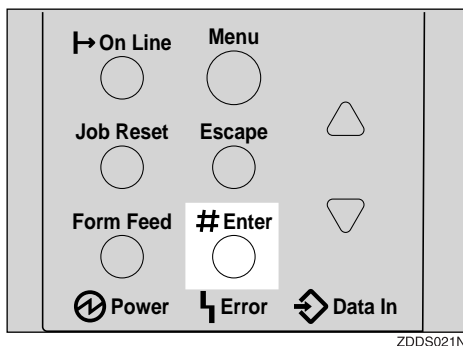 On Line Menu
Job Reset Escape
Form Feed # Enter
Power Error Data In
ZDDS021N